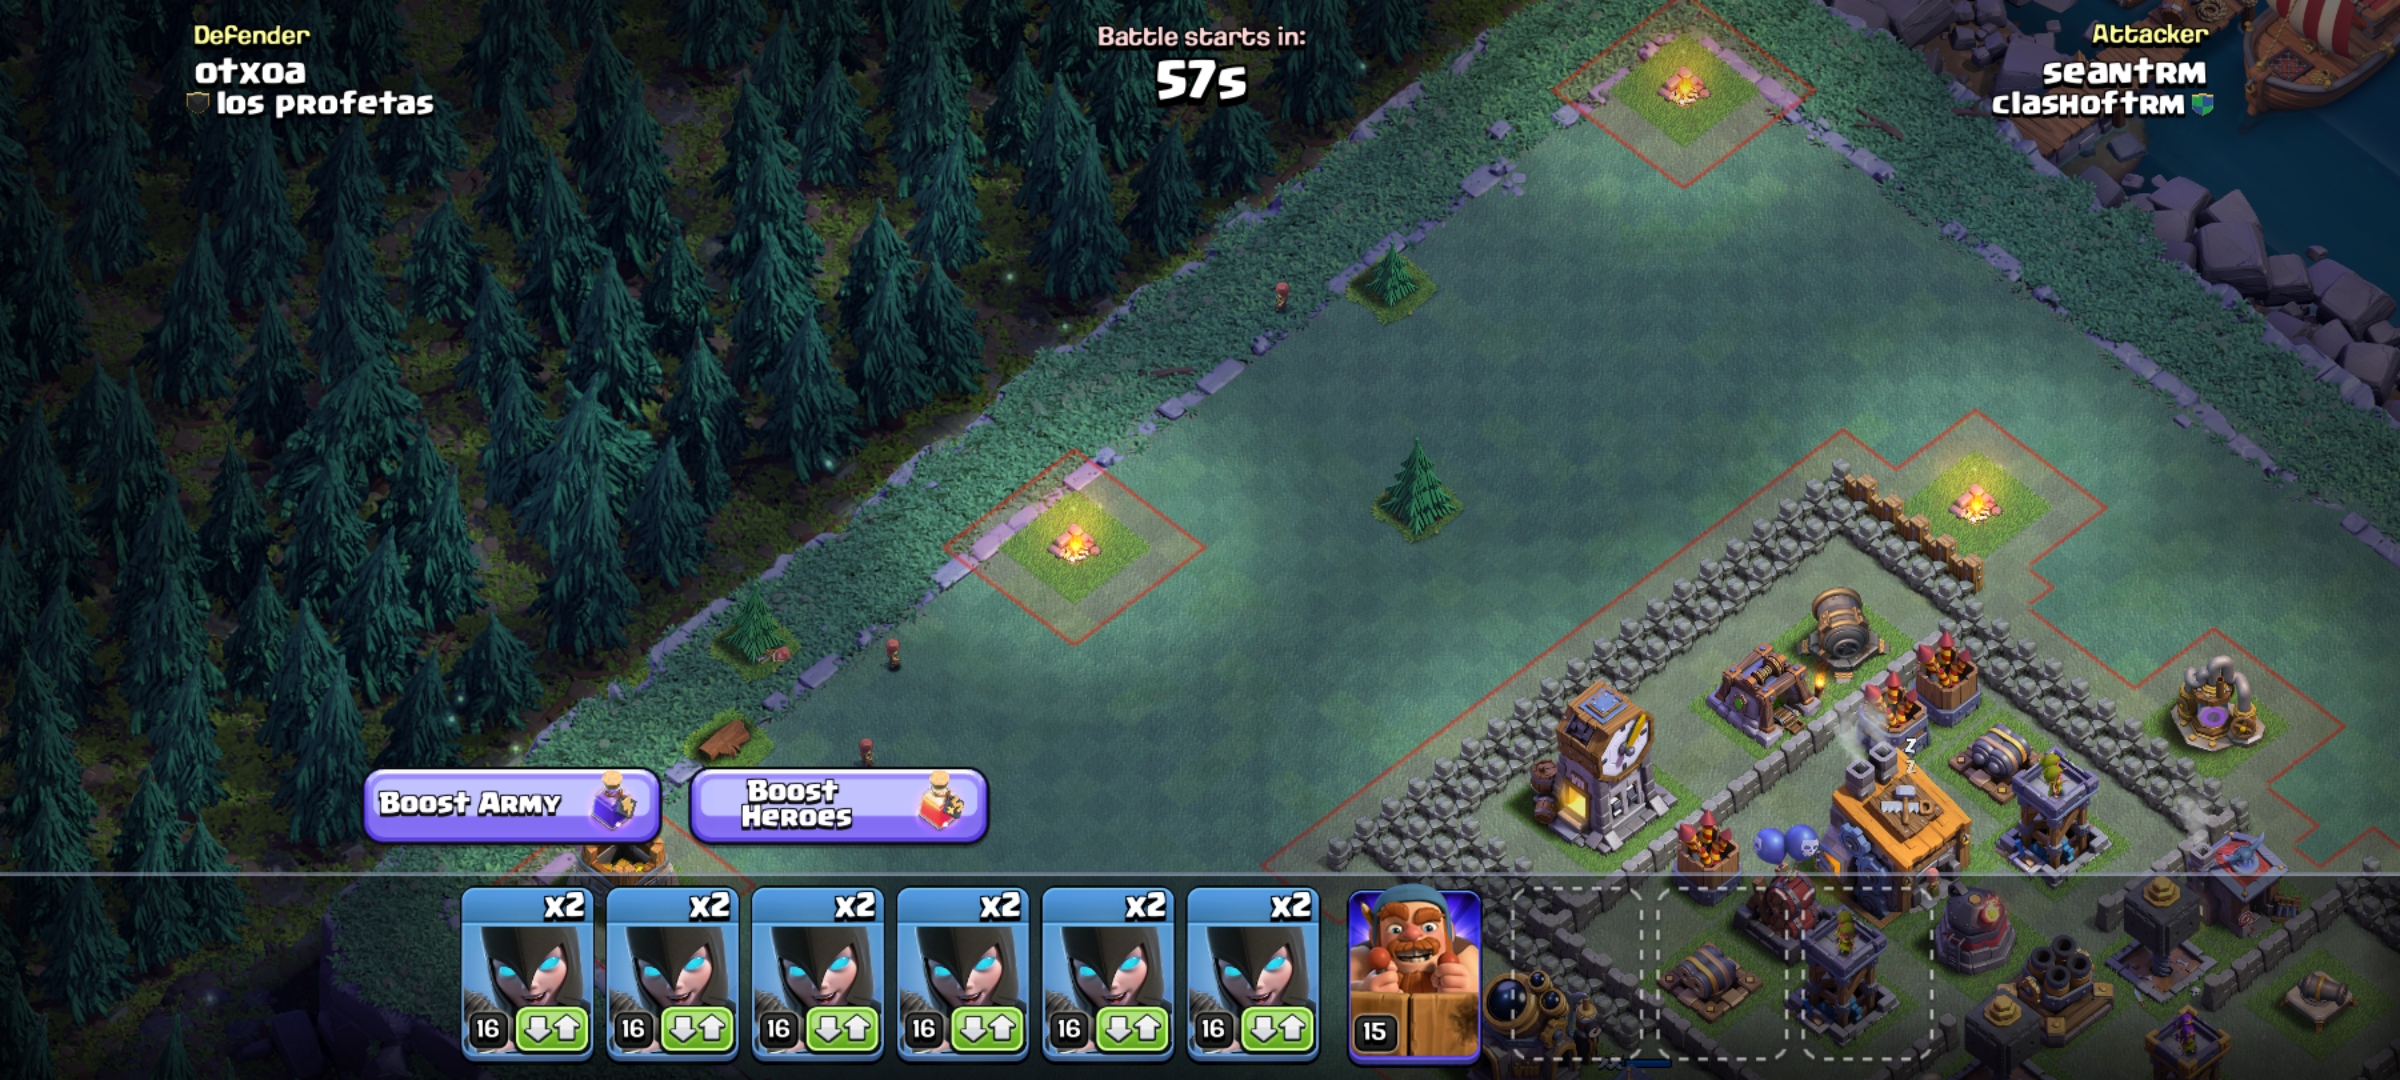 Defender
otxoa
los profetas
Battle starts in:
57s
Attacker
seantrm
clashoftrm
Boost Army
Boost
Heroes
z
z
x2 x2 x2 x2 x2 x2
16 16 16 16 16 16 15